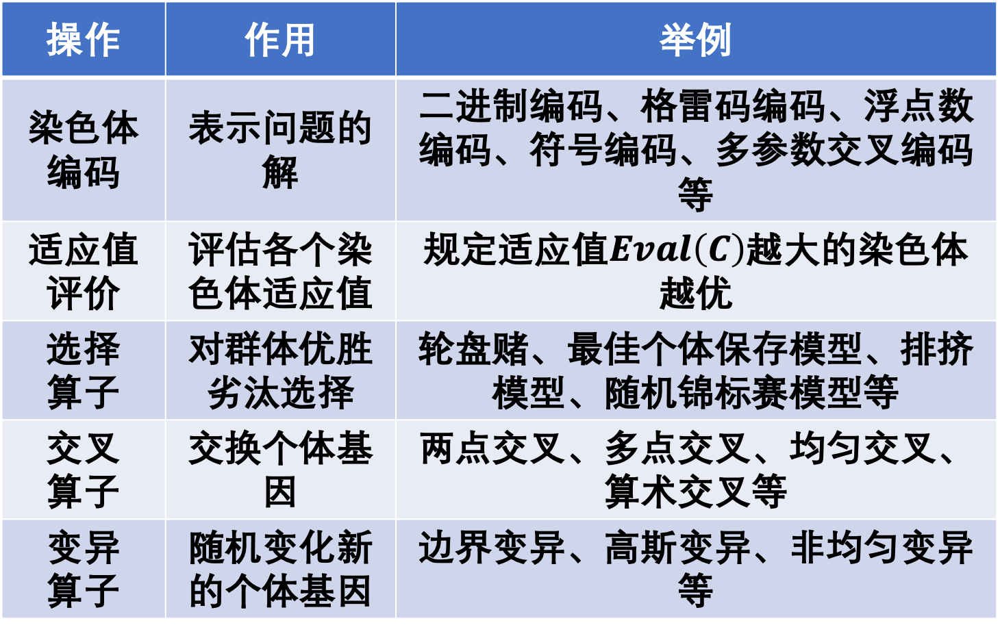 操作
作用
举例
染色体
编码
表示问题的
解
二进制编码、格雷码编码、浮点数
编码、符号编码、多参数交叉编码
等
适应值
评价
评估各个染
色体适应值
规定适应值Eval(C)越大的染色体
越优
选择
算子
对群体优胜
劣汰选择
轮盘赌、最佳个体保存模型、排挤
模型、随机锦标赛模型等
交叉
算子
交换个体基
因
两点交叉、多点交叉、均匀交叉、
算术交叉等
变异
算子
随机变化新
的个体基因
边界变异、高斯变异、非均匀变异
等